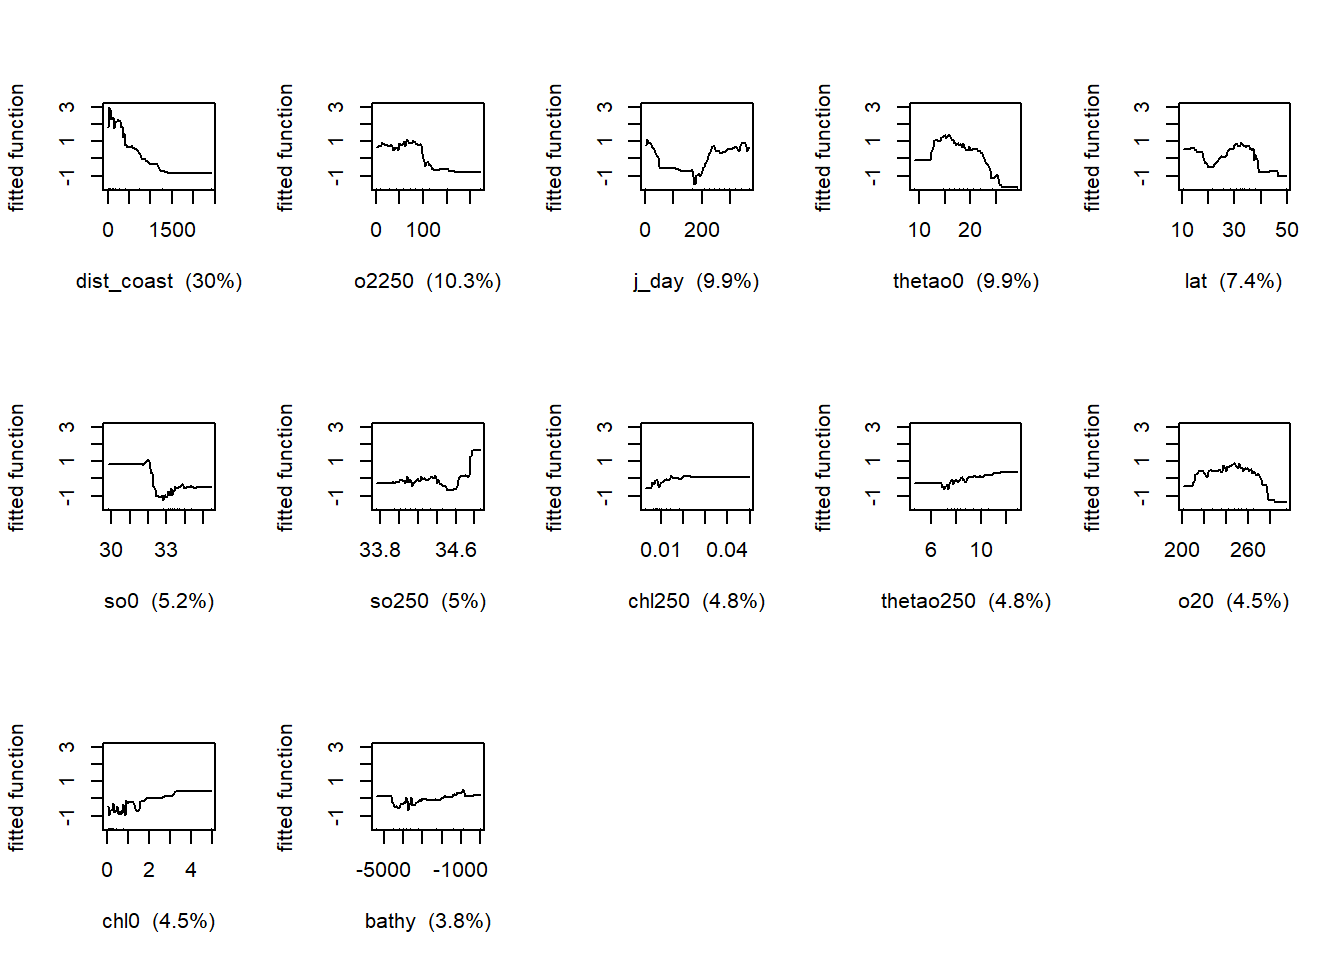 fitted function
3
1
-1
0 1500
dist_coast (30%)
fitted function
3
1
-1
0 100
o2250 (10.3%)
fitted function
3
1
-1
0 200
j_day (9.9%)
fitted function
3
1
-1
10 20
thetao0 (9.9%)
fitted function
3
1
-1
10 30 50
lat (7.4%)
fitted function
3
1
-1
30 33
so0 (5.2%)
fitted function
3
1
-1
33.8 34.6
so250 (5%)
fitted function
3
1
-1
0.01 0.04
chl250 (4.8%)
fitted function
3
1
-1
6 10
thetao250 (4.8%)
fitted function
3
1
-1
200 260
o20 (4.5%)
fitted function
3
1
-1
0 2 4
chl0 (4.5%)
fitted function
3
1
-1
-5000 -1000
bathy (3.8%)